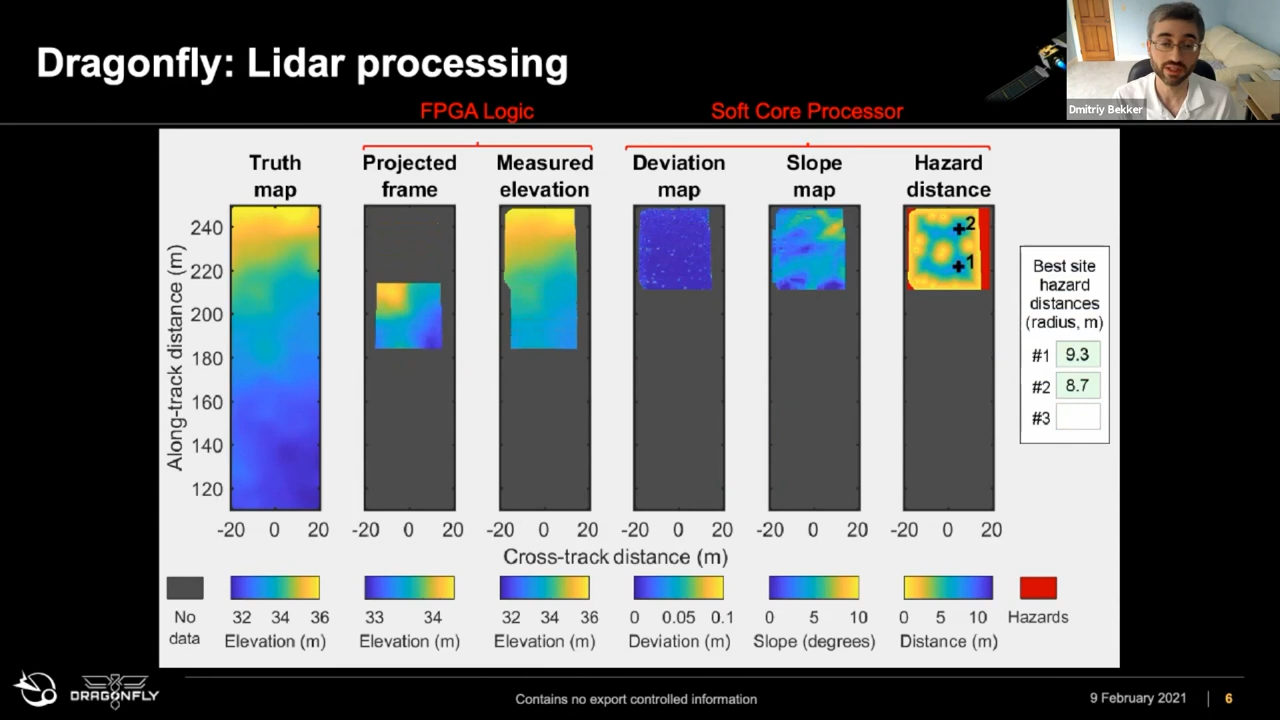 Dragonfly: Lidar processing
Dmitriy Bekker
FPGA Logic
Soft Core Processor
Truth map
Projected frame
Measured elevation
Deviation map
Slope map
Hazard distance
Along-track distance (m)
240
220
200
180
160
140
120
2
1
-20 0 20
-20 0 20
-20 0 20
-20 0 20
-20 0 20
-20 0 20
Cross-track distance (m)
Best site
hazard
distances
(radius, m)
#1 9.3
#2 8.7
#3
No data
32 34 36
Elevation (m)
33 34
Elevation (m)
32 34 36
Elevation (m)
0 0.05 0.1
Deviation (m)
0 5 10
Slope (degrees)
0 5 10
Distance (m)
Hazards
DRAGONFLY
Contains no export controlled information
9 February 2021 | 6